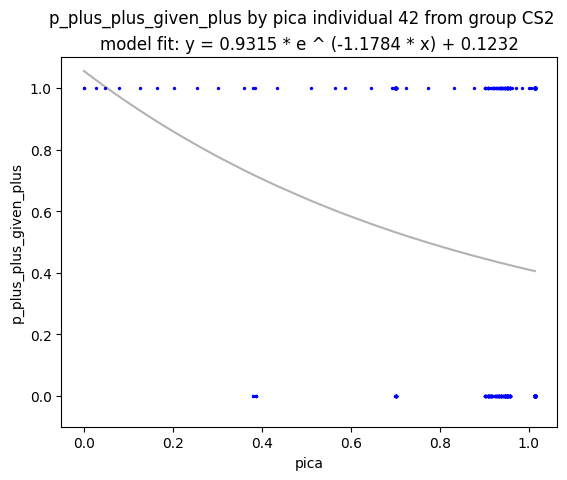 p_plus_plus_given_plus by pica individual 42 from group CS2
model fit: y = 0.9315 * e ^ (-1.1784 * x) + 0.1232
p_plus_plus_given_plus
1.0
0.8
0.6
0.4
0.2
0.0
0.0 0.2 0.4 0.6 0.8 1.0
pica